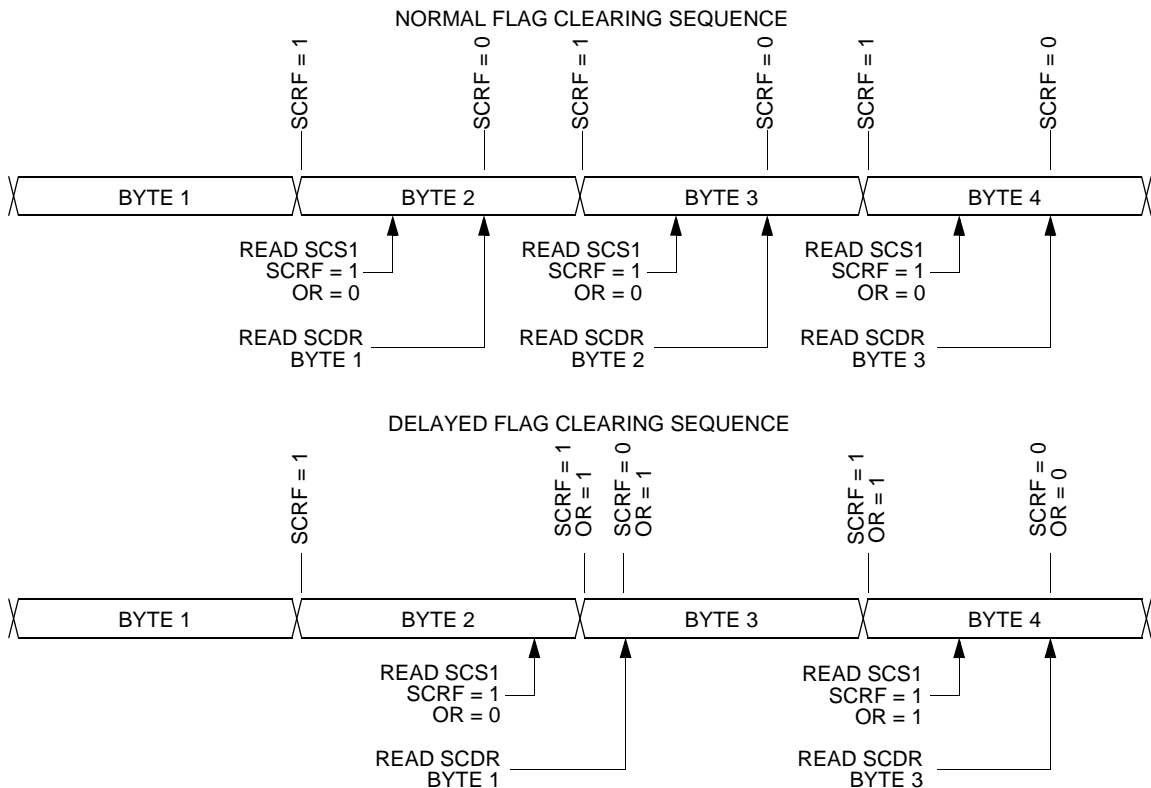 NORMAL FLAG CLEARING SEQUENCE
SCRF = 1
SCRF = 0
SCRF = 1
SCRF = 0
SCRF = 1
SCRF = 0
BYTE 1
BYTE 2
BYTE 3
BYTE 4
READ SCS1
SCRF = 1
OR = 0
READ SCS1
SCRF = 1
OR = 0
READ SCS1
SCRF = 1
OR = 0
READ SCDR
BYTE 1
READ SCDR
BYTE 2
READ SCDR
BYTE 3
DELAYED FLAG CLEARING SEQUENCE
SCRF = 1
SCRF = 1
OR = 1
SCRF = 0
OR = 1
SCRF = 1
OR = 1
SCRF = 0
OR = 0
BYTE 1
BYTE 2
BYTE 3
BYTE 4
READ SCS1
SCRF = 1
OR = 0
READ SCS1
SCRF = 1
OR = 1
READ SCDR
BYTE 1
READ SCDR
BYTE 3